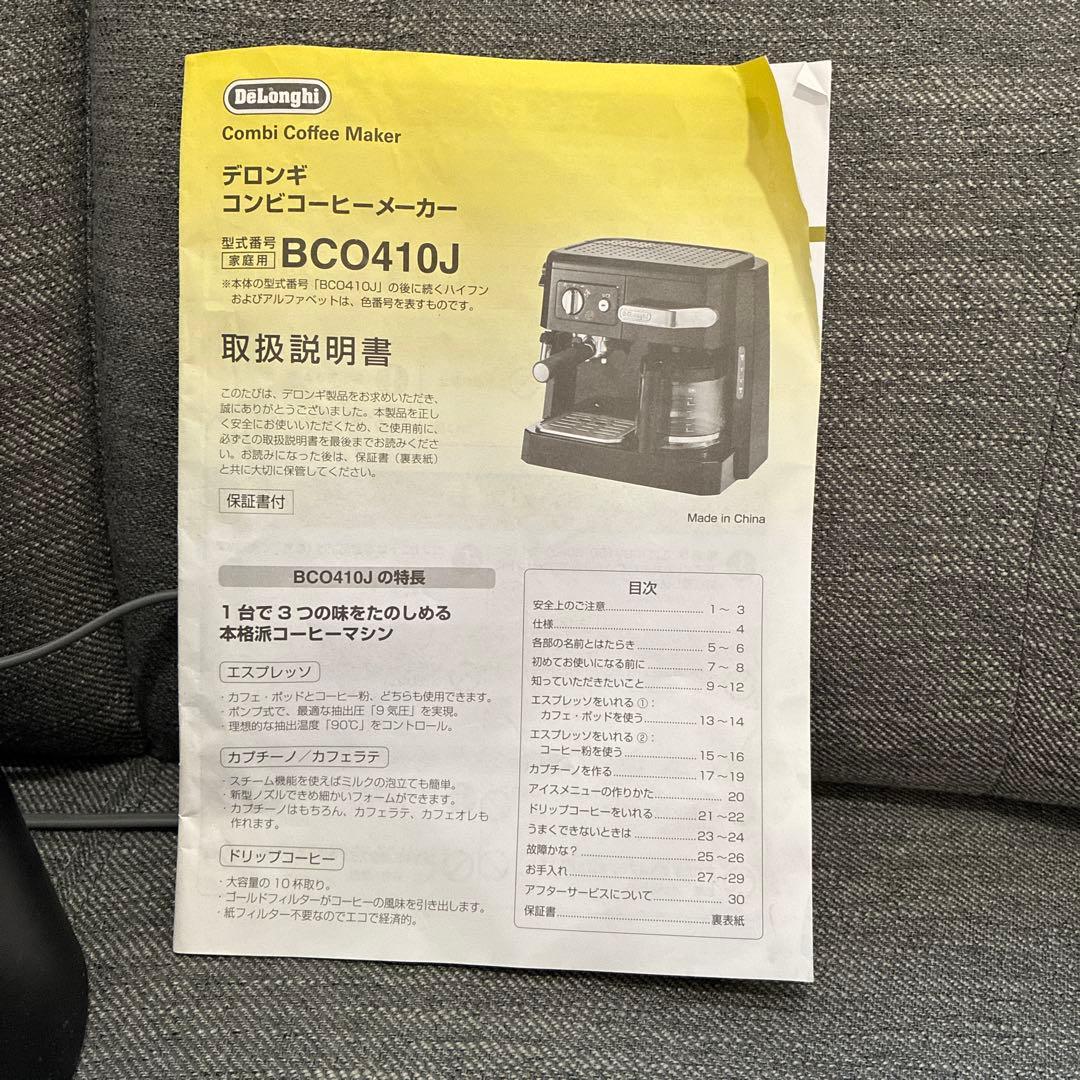 DeLonghi
Combi Coffee Maker
デロンギ
コンビコーヒーメーカー
型式番号
家庭用
BCO410J
※本体の型式番号「BCO410J」の後に続くハイフン
およびアルファベットは、色番号を表すものです。
取扱説明書
このたびは、デロンギ製品をお求めいただき、
誠にありがとうございました。本製品を正し
く安全にお使いいただくため、ご使用前に、
必ずこの取扱説明書を最後までお読みくださ
い。お読みになった後は、保証書（裏表紙）
と共に大切に保管してください。
保証書付
DeLonghi
Made in China
BCO410J の特長
1 台で 3 つの味をたのしめる
本格派コーヒーマシン
エスプレッソ
・カフェ・ポッドとコーヒー粉、どちらも使用できます。
・ポンプ式で、最適な抽出圧「9 気圧」を実現。
・理想的な抽出温度「90℃」をコントロール。
カプチーノ／カフェラテ
・スチーム機能を使えばミルクの泡立ても簡単。
・新型ノズルできめ細かいフォームができます。
・カプチーノはもちろん、カフェラテ、カフェオレも
作れます。
ドリップコーヒー
・大容量の 10 杯取り。
・ゴールドフィルターがコーヒーの風味を引き出します。
・紙フィルター不要なのでエコで経済的。
目次
安全上のご注意 1～ 3
仕様 4
各部の名前とはたらき 5～ 6
初めてお使いになる前に 7～ 8
知っていただきたいこと 9～12
エスプレッソをいれる ①：
カフェ・ポッドを使う 13～14
エスプレッソをいれる ②：
コーヒー粉を使う 15～16
カプチーノを作る 17～19
アイスメニューの作りかた 20
ドリップコーヒーをいれる 21～22
うまくできないときは 23～24
故障かな？ 25～26
お手入れ 27～29
アフターサービスについて 30
保証書 裏表紙